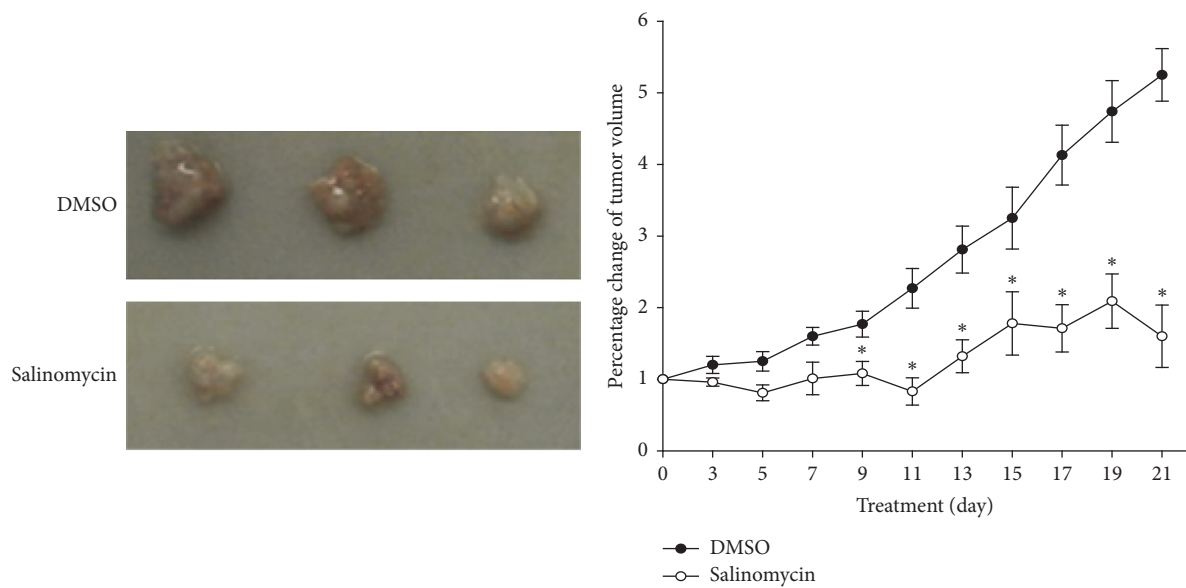 DMSO
Salinomycin
Percentage change of tumor volume
6
5
4
3
2
1
0
* * * * * * *
0 3 5 7 9 11 13 15 17 19 21
Treatment (day)
DMSO
Salinomycin